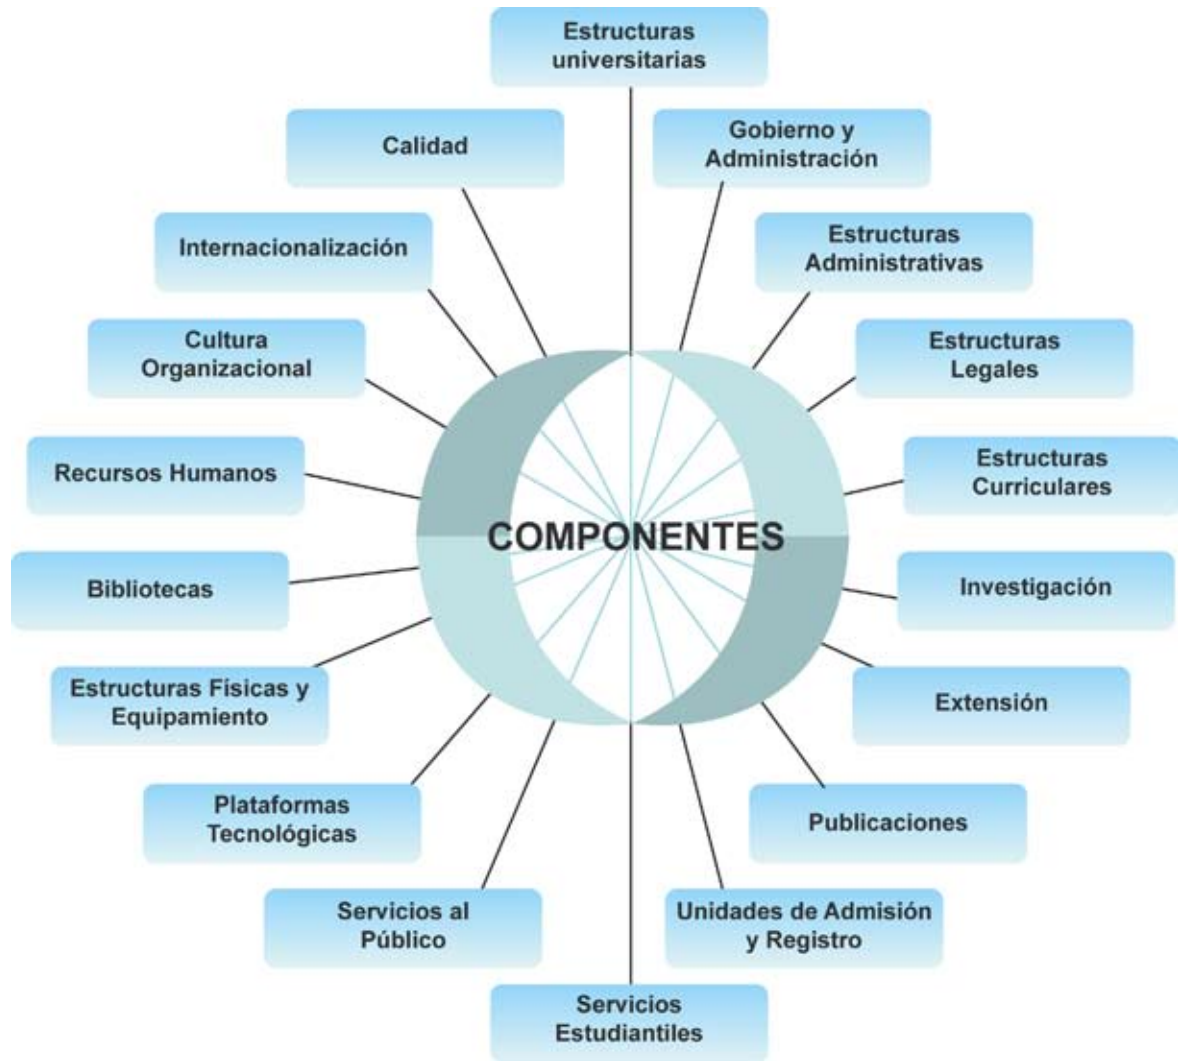 Estructuras
universitarias
Gobierno y
Administración
Estructuras
Administrativas
Estructuras
Legales
Estructuras
Curriculares
Investigación
Extensión
Publicaciones
Unidades de Admisión
y Registro
Servicios
Estudiantiles
Servicios al
Público
Plataformas
Tecnológicas
Estructuras Físicas y
Equipamiento
Bibliotecas
Recursos Humanos
Cultura
Organizacional
Internacionalización
Calidad
COMPONENTES